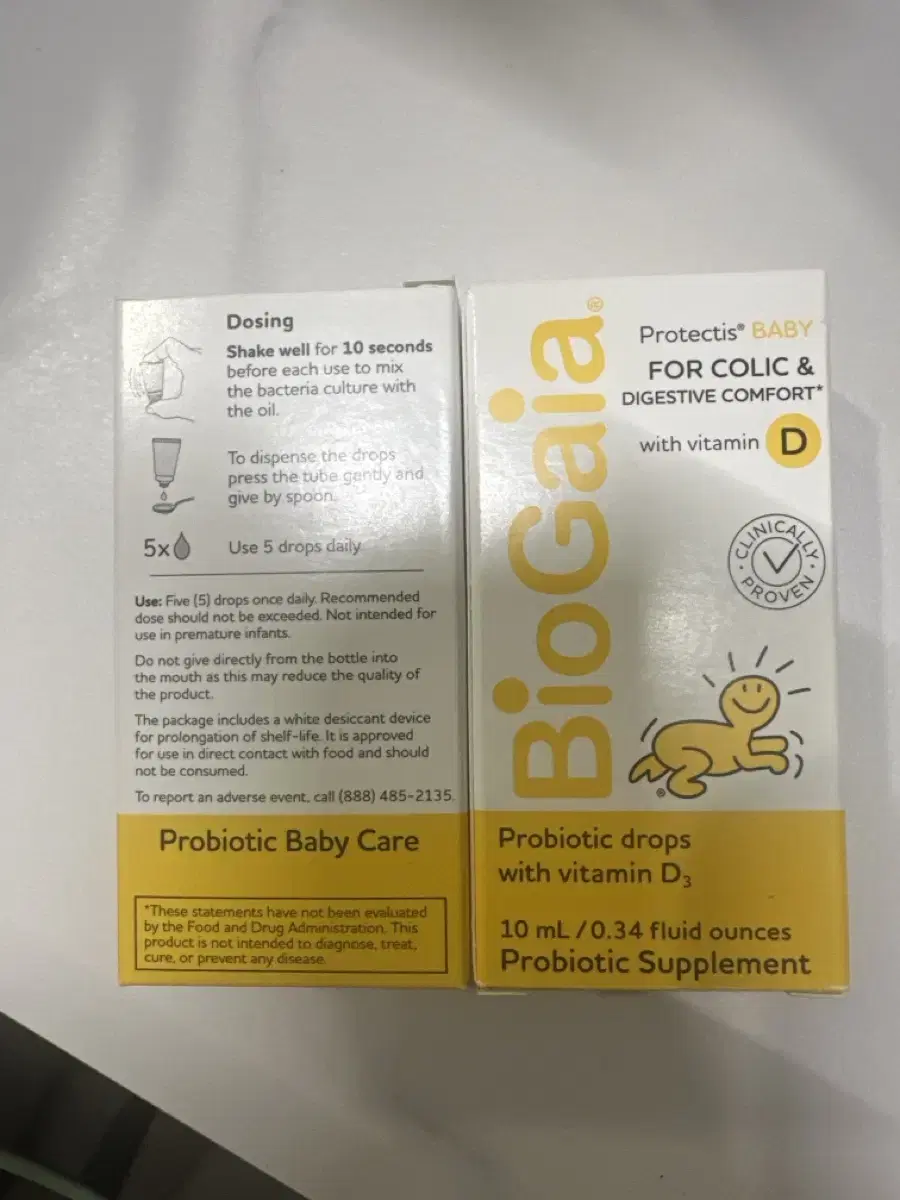 Dosing
Shake well for 10 seconds
before each use to mix
the bacteria culture with
the oil.
To dispense the drops
press the tube gently and
give by spoon.
5x
Use 5 drops daily
Use: Five (5) drops once daily. Recommended
dose should not be exceeded. Not intended for
use in premature infants.
Do not give directly from the bottle into
the mouth as this may reduce the quality of
the product.
The package includes a white desiccant device
for prolongation of shelf-life. It is approved
for use in direct contact with food and should
not be consumed.
To report an adverse event, call (888) 485-2135.
Probiotic Baby Care
*These statements have not been evaluated
by the Food and Drug Administration. This
product is not intended to diagnose, treat,
cure, or prevent any disease.
BioGaia®
Protectis® BABY
FOR COLIC &
DIGESTIVE COMFORT*
with vitamin D
CLINICALLY
PROVEN
®
Probiotic drops
with vitamin D₃
10 mL / 0.34 fluid ounces
Probiotic Supplement